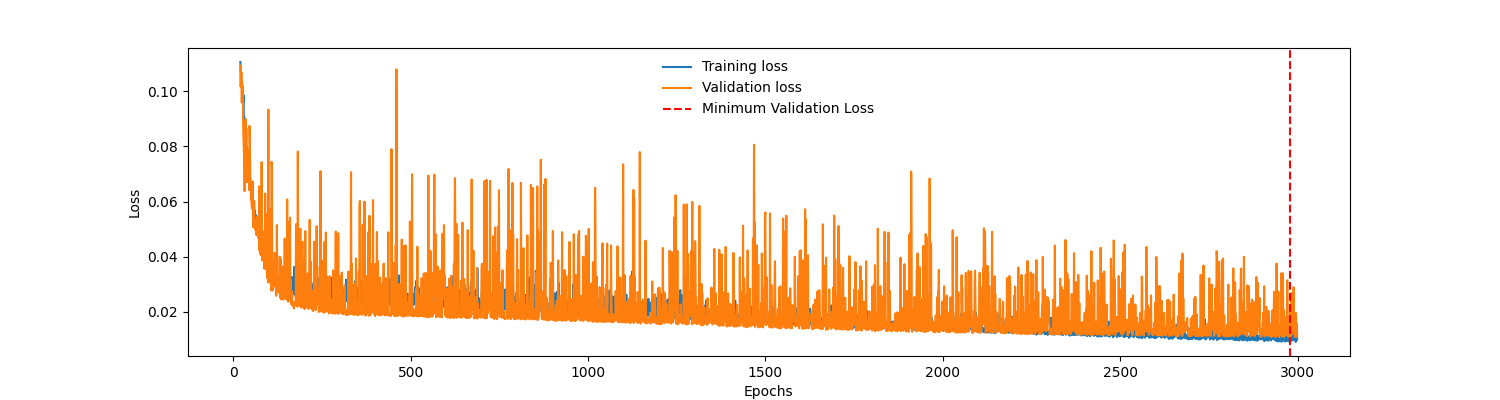 Training loss
Validation loss
Minimum Validation Loss
0.10
0.08
0.06
0.04
0.02
Loss
0 500 1000 1500 2000 2500 3000
Epochs